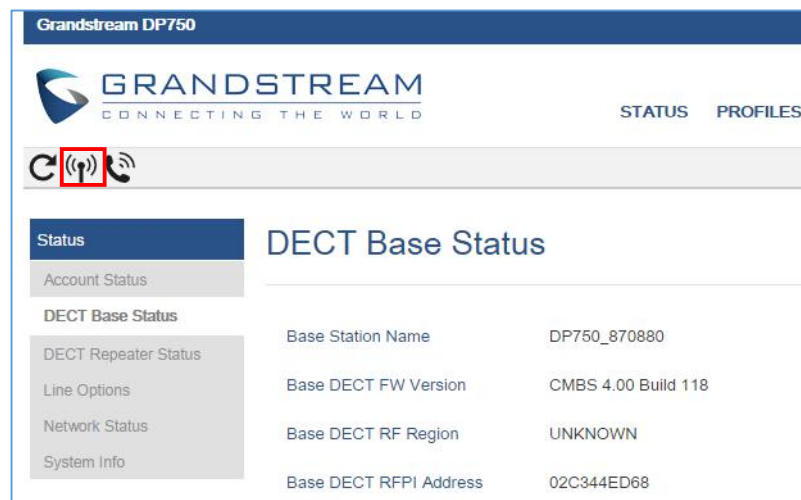 Grandstream DP750
GRANDSTREAM
CONNECTING THE WORLD
STATUS PROFILES
Status
Account Status
DECT Base Status
DECT Repeater Status
Line Options
Network Status
System Info
DECT Base Status
Base Station Name DP750_870880
Base DECT FW Version CMBS 4.00 Build 118
Base DECT RF Region UNKNOWN
Base DECT RFPI Address 02C344ED68